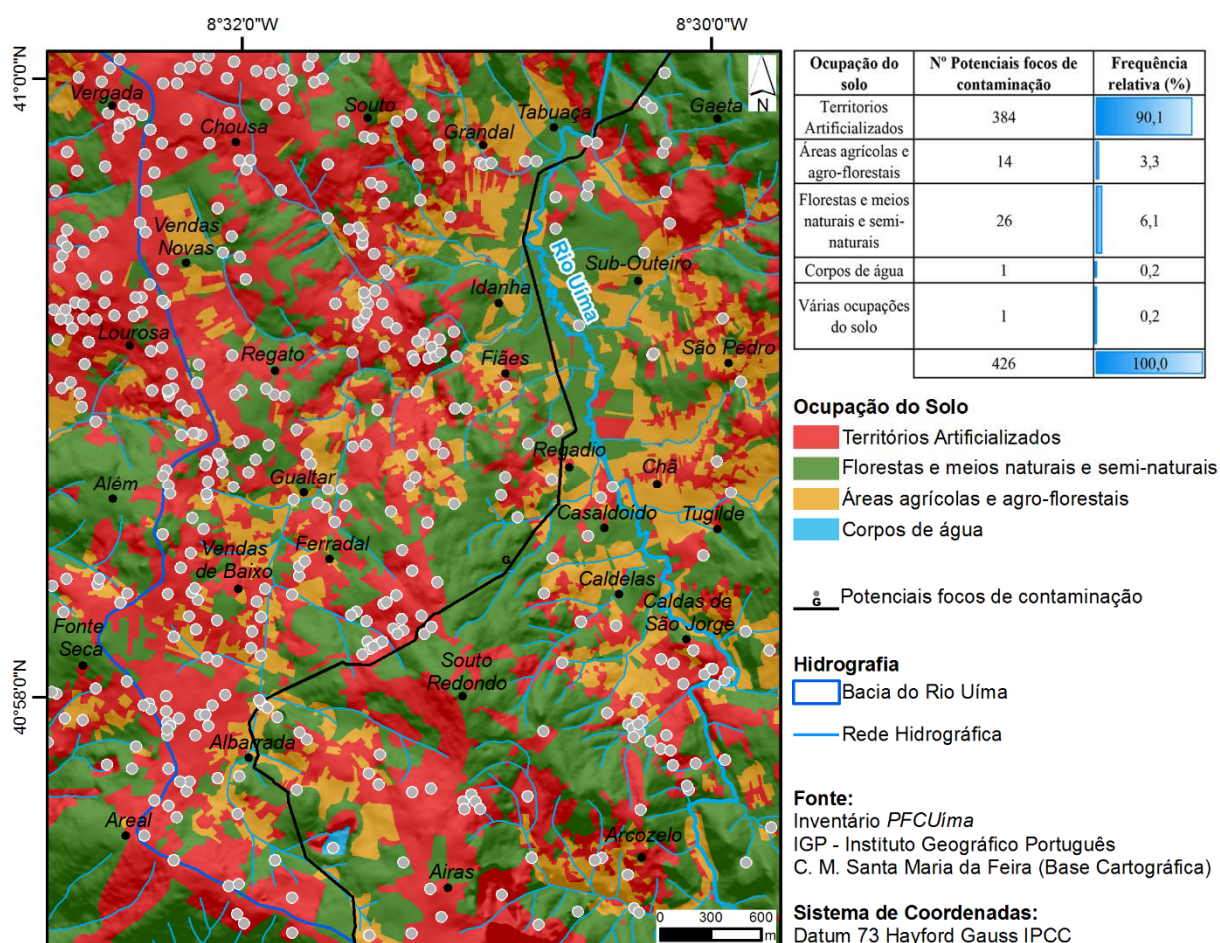 8°32'0"W
8°30'0"W
41°0'0"N
40°58'0"N
N
Vergada
Chousa
Souto
Grandal
Tabuaça
Gaeta
Vendas
Novas
Idanha
Sub-Outeiro
Rio Uíma
Lourosa
Regato
Fiães
São Pedro
Além
Gualtar
Regadio
Chã
Casaldoido
Tugilde
Vendas
de Baixo
Ferradal
G
Caldelas
Caldas de
São Jorge
Fonte
Seca
Souto
Redondo
Albarrada
Areal
Airas
Arcozelo
0 300 600
m
Ocupação do
solo
Nº Potenciais focos de
contaminação
Frequência
relativa (%)
Territorios
Artificializados
384
90,1
Áreas agrícolas e
agro-florestais
14
3,3
Florestas e meios
naturais e semi-
naturais
26
6,1
Corpos de água
1
0,2
Várias ocupações
do solo
1
0,2
426
100,0
Ocupação do Solo
Territórios Artificializados
Florestas e meios naturais e semi-naturais
Áreas agrícolas e agro-florestais
Corpos de água
G
Potenciais focos de contaminação
Hidrografia
Bacia do Rio Uíma
Rede Hidrográfica
Fonte:
Inventário PFCUíma
IGP - Instituto Geográfico Português
C. M. Santa Maria da Feira (Base Cartográfica)
Sistema de Coordenadas:
Datum 73 Hayford Gauss IPCC